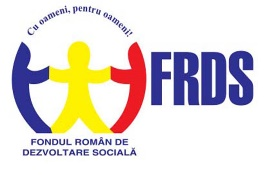 Cu oameni, pentru oameni!
FRDS
FONDUL ROMÂN DE
DEZVOLTARE SOCIALĂ